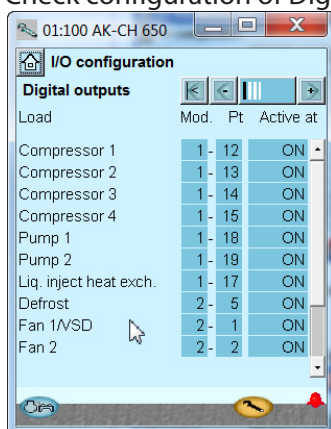 Check configuration of Dig
01:100 AK-CH 650
I/O configuration
Digital outputs
Load Mod. Pt Active at
Compressor 1 1 - 12 ON
Compressor 2 1 - 13 ON
Compressor 3 1 - 14 ON
Compressor 4 1 - 15 ON
Pump 1 1 - 18 ON
Pump 2 1 - 19 ON
Liq. inject heat exch. 1 - 17 ON
Defrost 2 - 5 ON
Fan 1/VSD 2 - 1 ON
Fan 2 2 - 2 ON